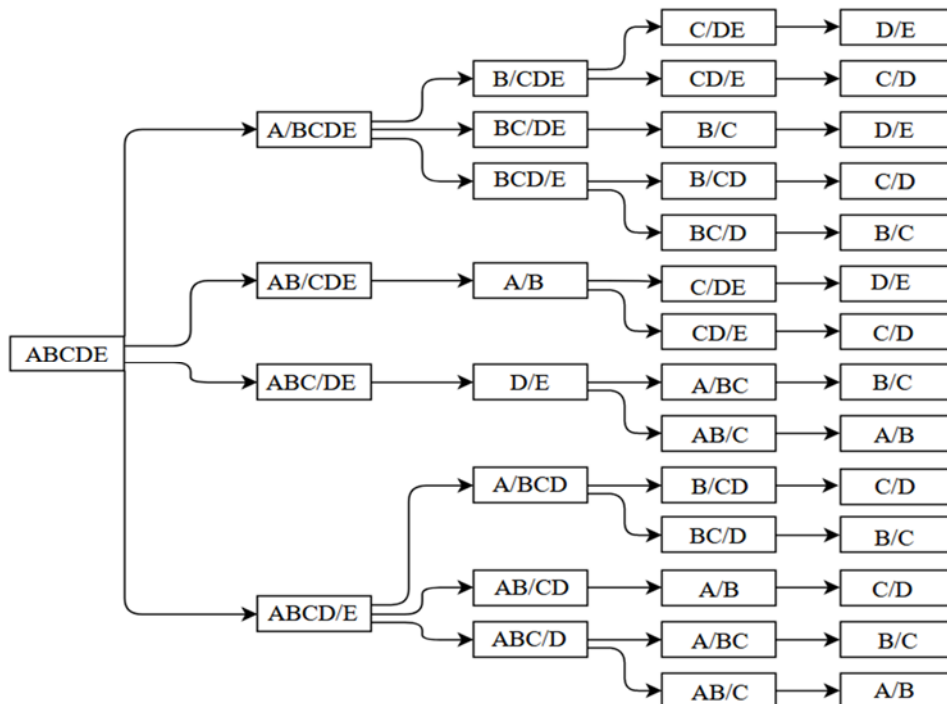 C/DE D/E
B/CDE CD/E C/D
A/BCDE BC/DE B/C D/E
BCD/E B/CD C/D
BC/D B/C
AB/CDE A/B C/DE D/E
CD/E C/D
ABCDE
ABC/DE D/E A/BC B/C
AB/C A/B
A/BCD B/CD C/D
BC/D B/C
AB/CD A/B C/D
ABCD/E
ABC/D A/BC B/C
AB/C A/B